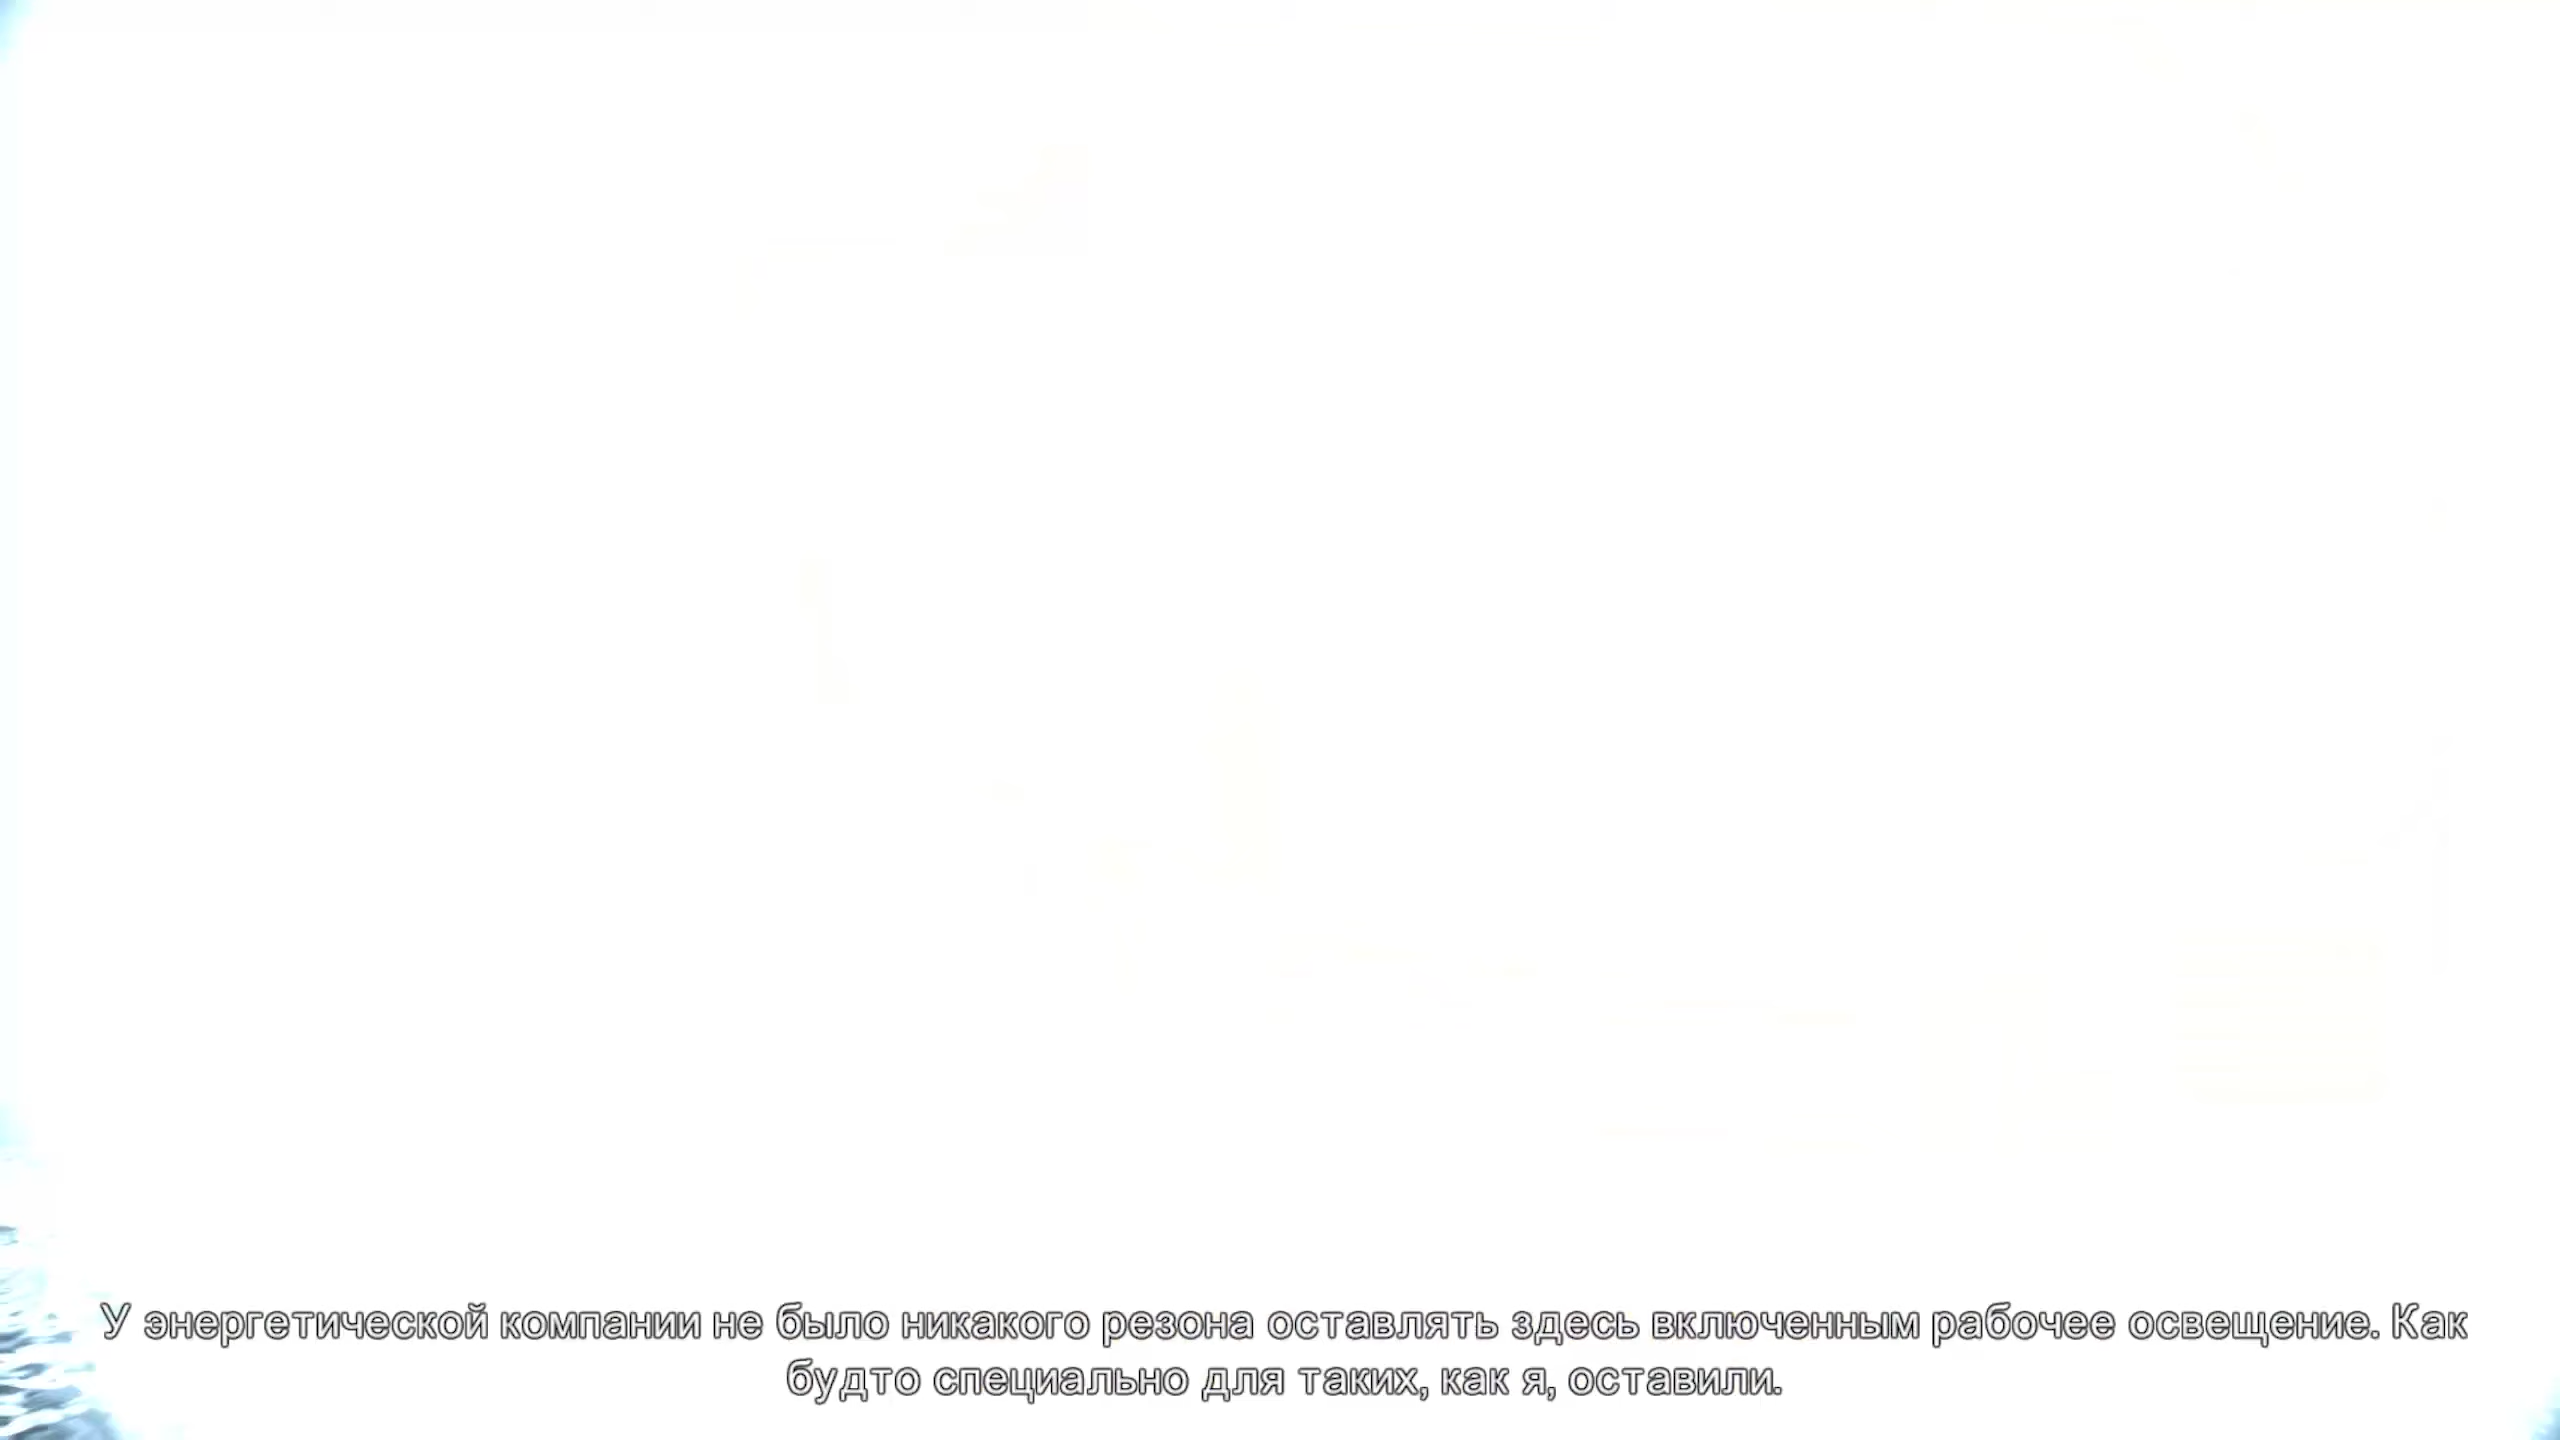 У энергетической компании не было никакого резона оставлять здесь включенным рабочее освещение. Как
будто специально для таких, как я, оставили.